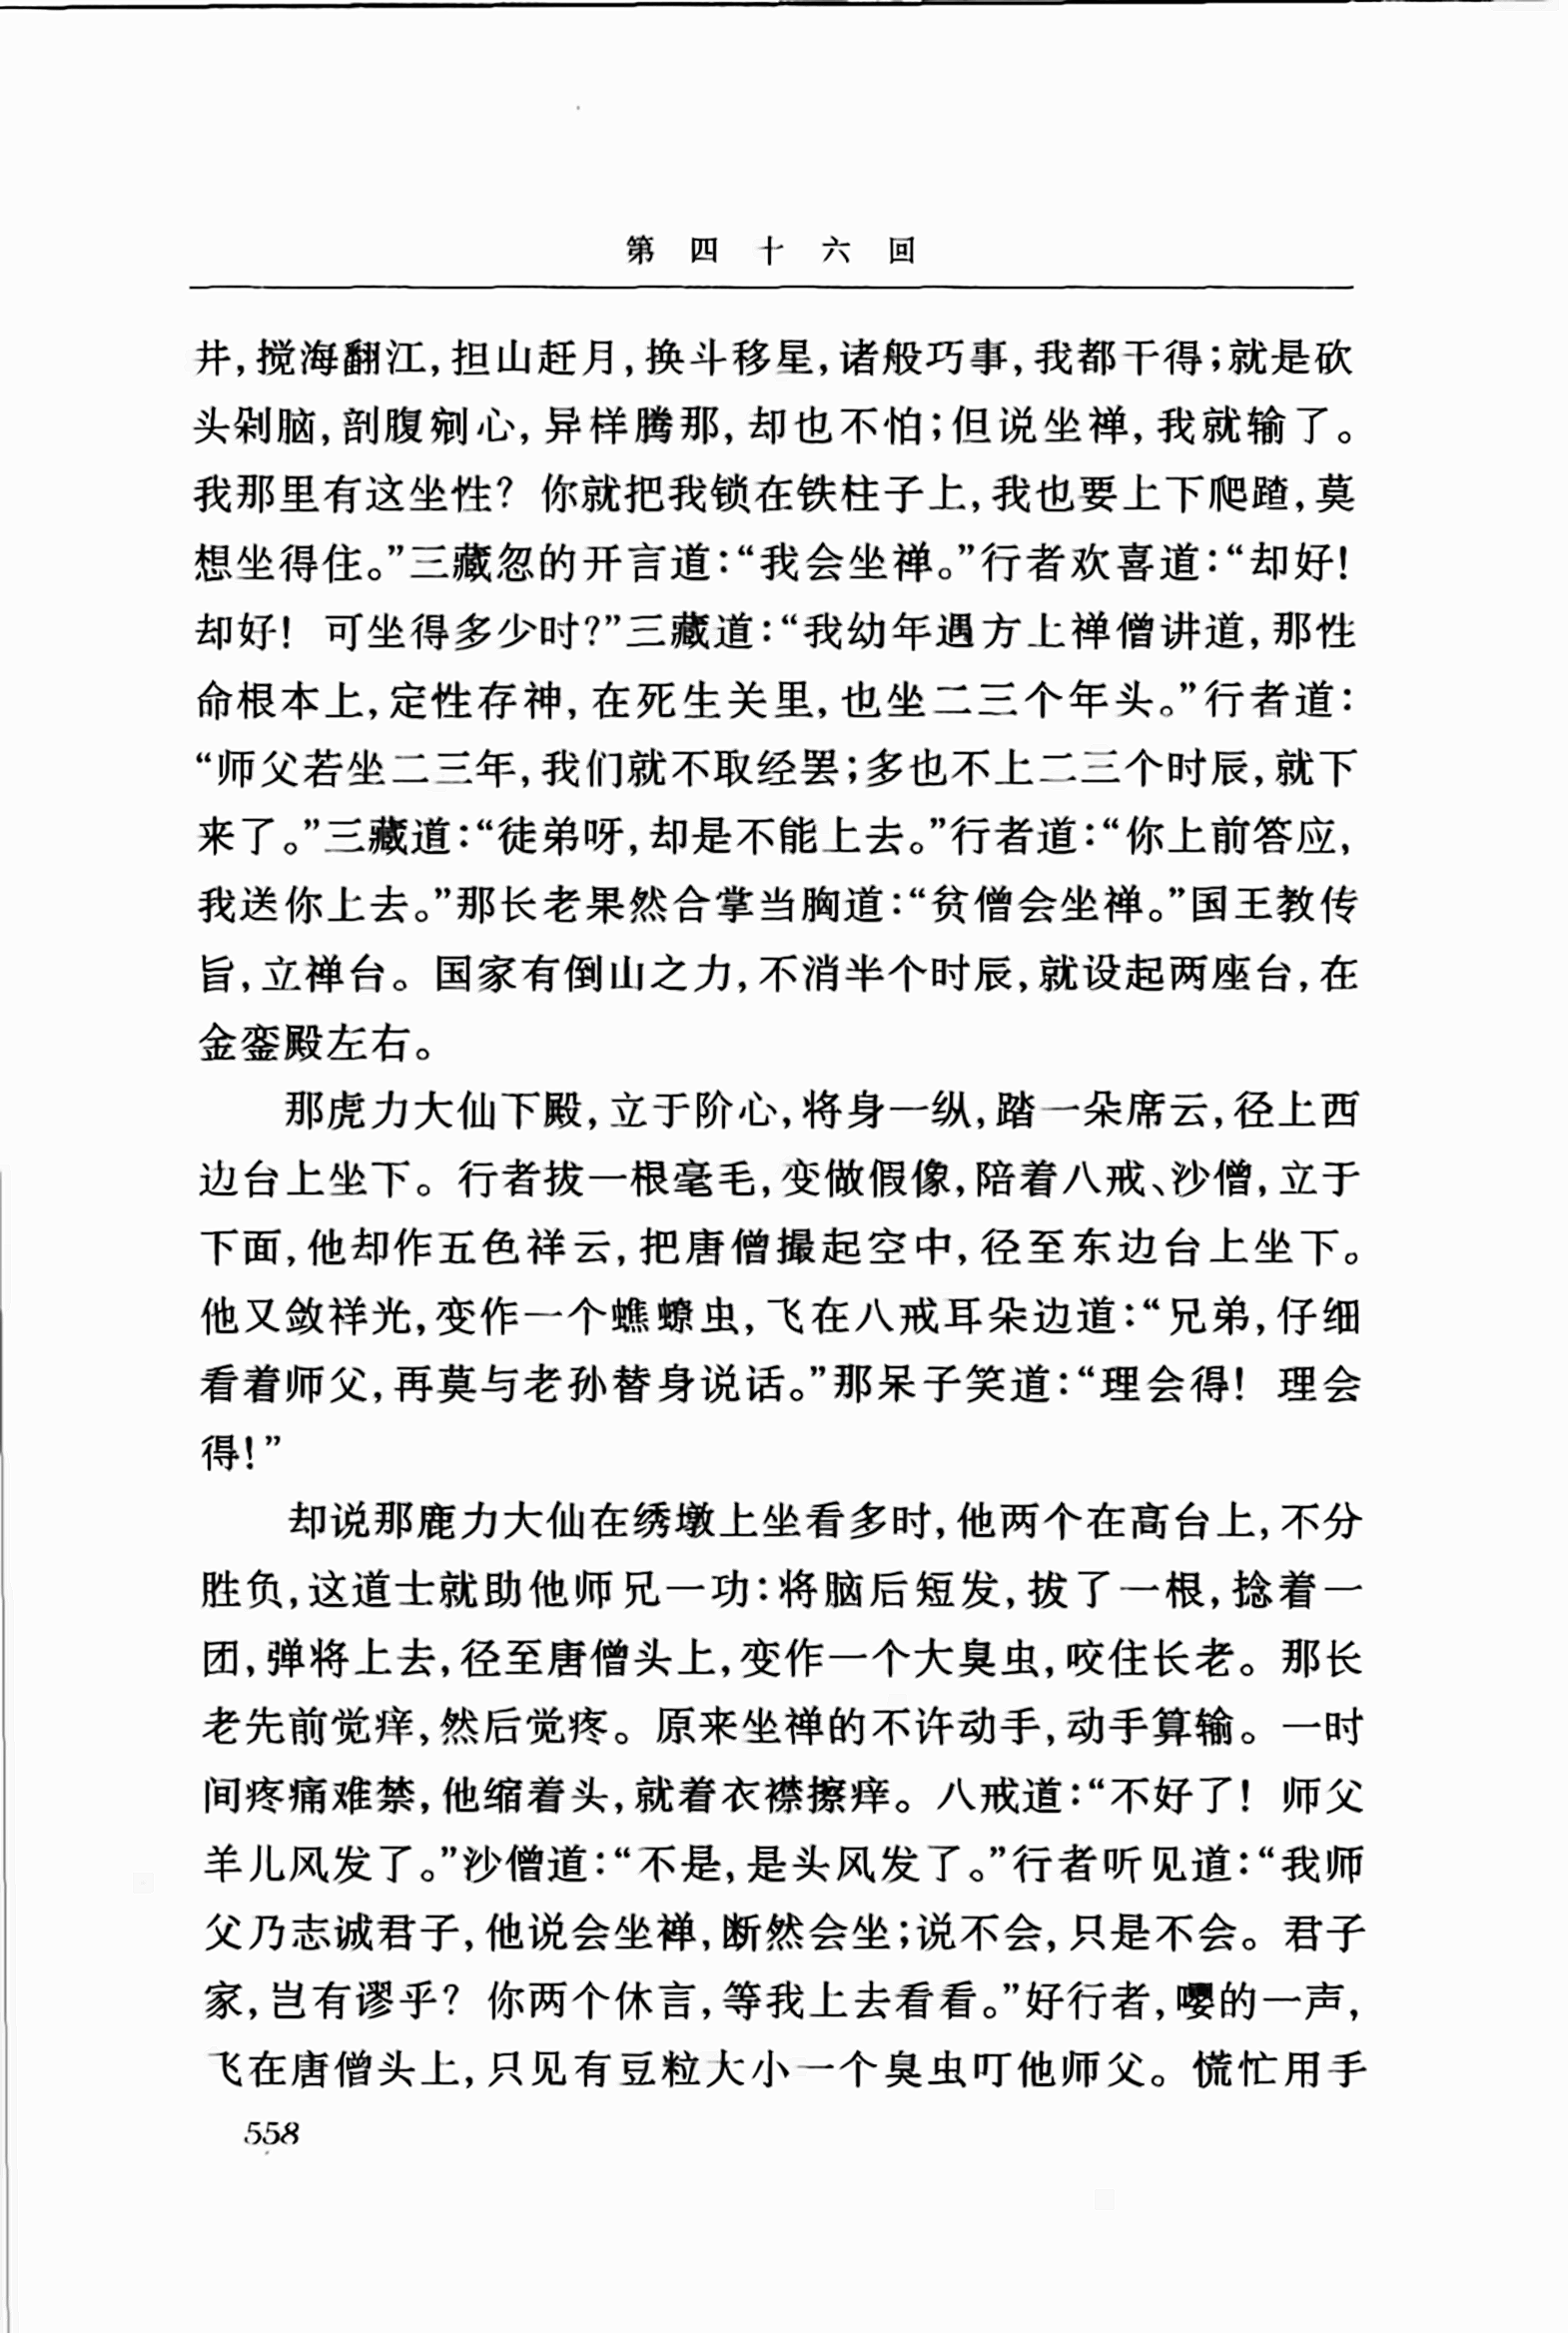 第四十六回
井,搅海翻江,担山赶月,换斗移星,诸般巧事,我都干得;就是砍
头剁脑,剖腹剜心,异样腾那,却也不怕;但说坐禅,我就输了。
我那里有这坐性? 你就把我锁在铁柱子上,我也要上下爬蹅,莫
想坐得住。”三藏忽的开言道:“我会坐禅。”行者欢喜道:“却好!
却好! 可坐得多少时?”三藏道:“我幼年遇方上禅僧讲道,那性
命根本上,定性存神,在死生关里,也坐二三个年头。”行者道:
“师父若坐二三年,我们就不取经罢;多也不上二三个时辰,就下
来了。”三藏道:“徒弟呀,却是不能上去。”行者道:“你上前答应,
我送你上去。”那长老果然合掌当胸道:“贫僧会坐禅。”国王教传
旨,立禅台。国家有倒山之力,不消半个时辰,就设起两座台,在
金銮殿左右。
那虎力大仙下殿,立于阶心,将身一纵,踏一朵席云,径上西
边台上坐下。行者拔一根毫毛,变做假像,陪着八戒、沙僧,立于
下面,他却作五色祥云,把唐僧撮起空中,径至东边台上坐下。
他又敛祥光,变作一个蟭蟟虫,飞在八戒耳朵边道:“兄弟,仔细
看着师父,再莫与老孙替身说话。”那呆子笑道:“理会得! 理会
得!”
却说那鹿力大仙在绣墩上坐看多时,他两个在高台上,不分
胜负,这道士就助他师兄一功:将脑后短发,拔了一根,捻着一
团,弹将上去,径至唐僧头上,变作一个大臭虫,咬住长老。那长
老先前觉痒,然后觉疼。原来坐禅的不许动手,动手算输。一时
间疼痛难禁,他缩着头,就着衣襟擦痒。八戒道:“不好了! 师父
羊儿风发了。”沙僧道:“不是,是头风发了。”行者听见道:“我师
父乃志诚君子,他说会坐禅,断然会坐;说不会,只是不会。君子
家,岂有谬乎? 你两个休言,等我上去看看。”好行者,嘤的一声,
飞在唐僧头上,只见有豆粒大小一个臭虫叮他师父。慌忙用手
558